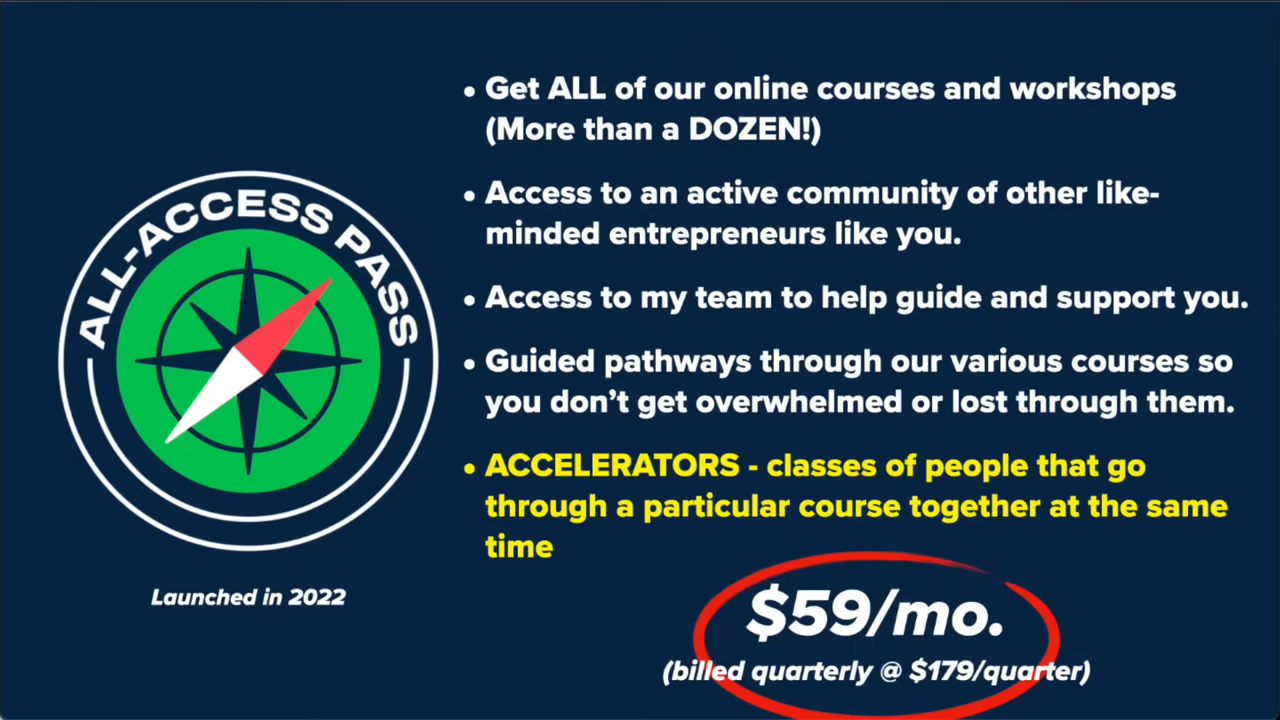 ALL-ACCESS PASS
Launched in 2022
• Get ALL of our online courses and workshops
(More than a DOZEN!)
• Access to an active community of other like-
minded entrepreneurs like you.
• Access to my team to help guide and support you.
• Guided pathways through our various courses so
you don’t get overwhelmed or lost through them.
• ACCELERATORS - classes of people that go
through a particular course together at the same
time
$59/mo.
(billed quarterly @ $179/quarter)